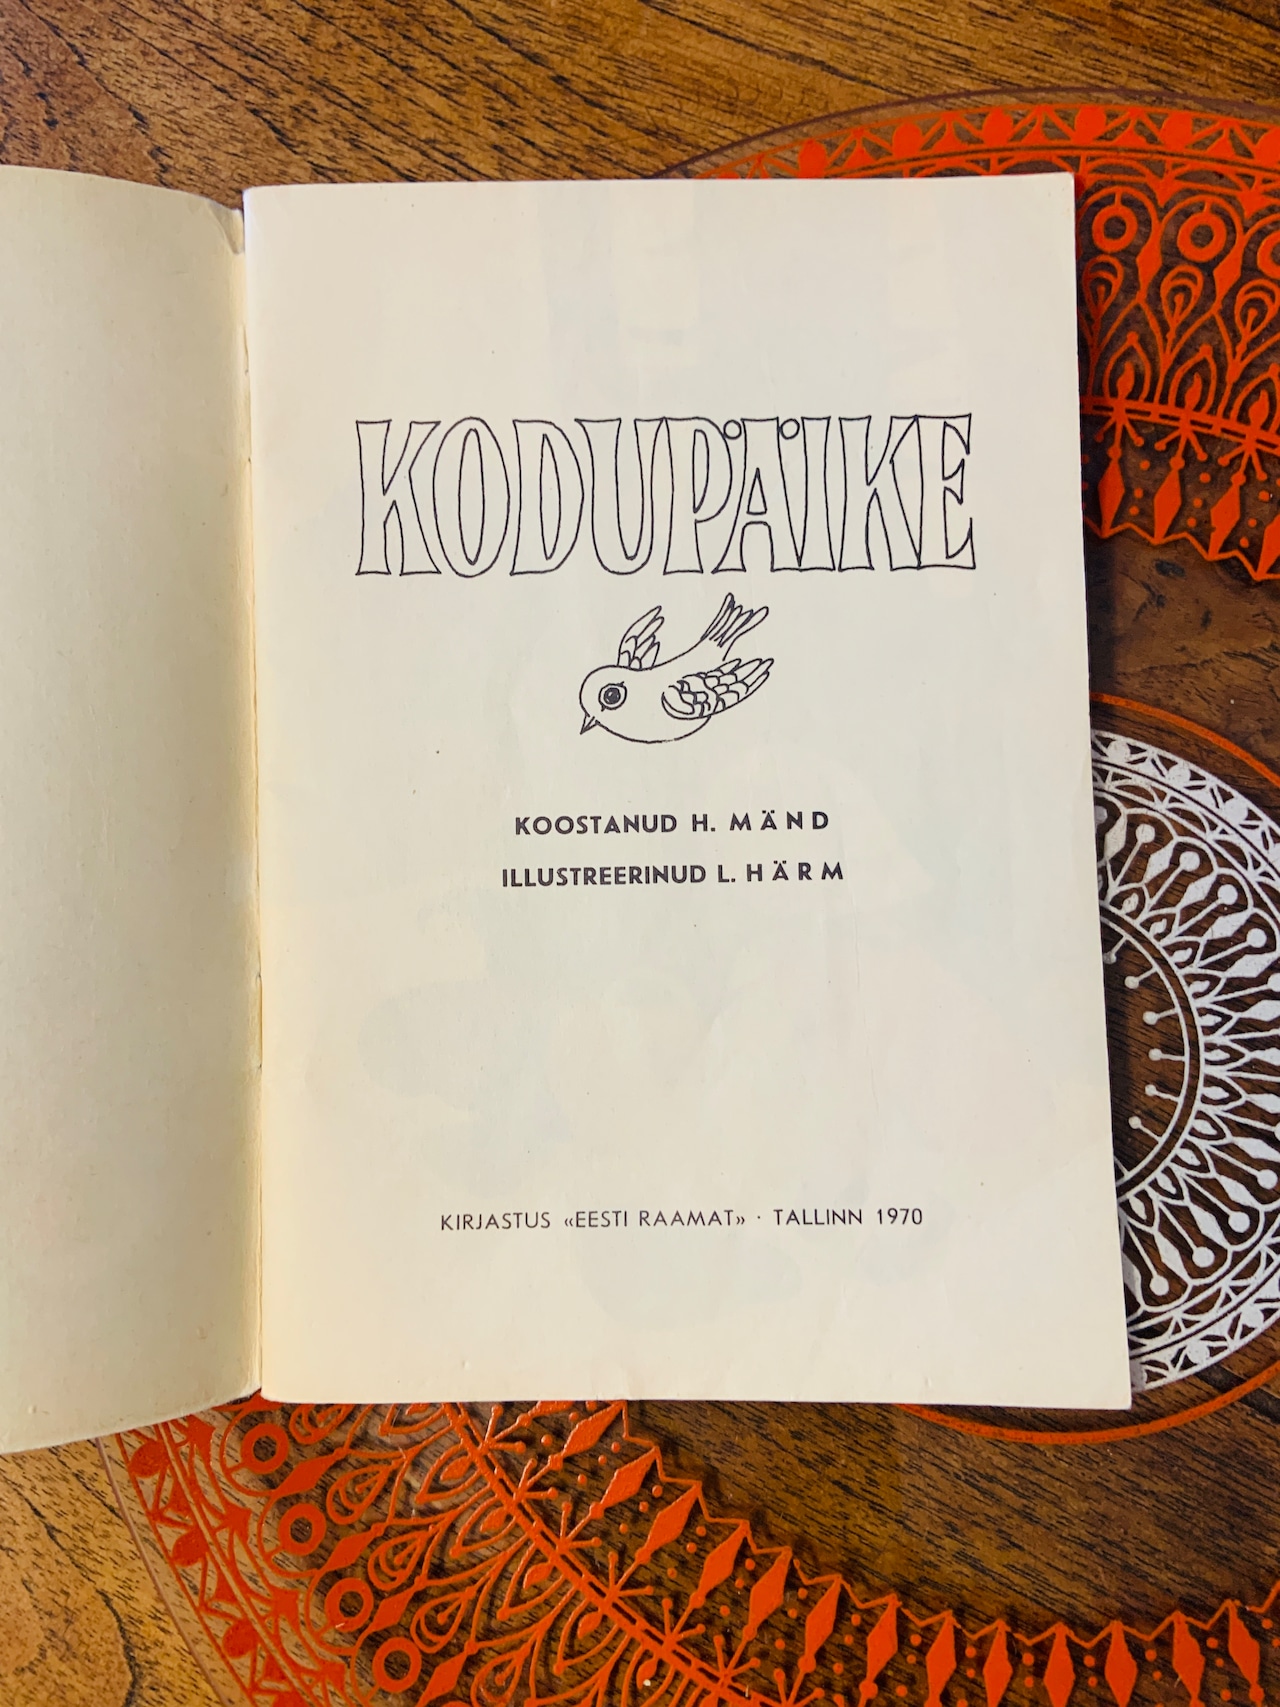 KODUPÄIKE
KOOSTANUD H. MÄND
ILLUSTREERINUD L. HÄRM
KIRJASTUS «EESTI RAAMAT» · TALLINN 1970